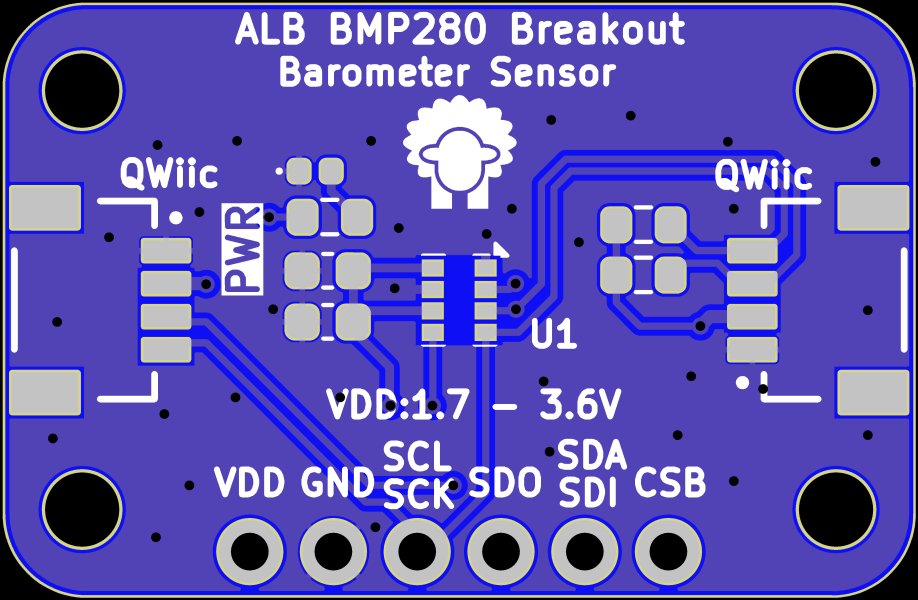 ALB BMP280 Breakout
Barometer Sensor
QWiic
QWiic
PWR
U1
VDD:1.7 – 3.6V
VDD GND SCL SCK SDO SDA SDI CSB